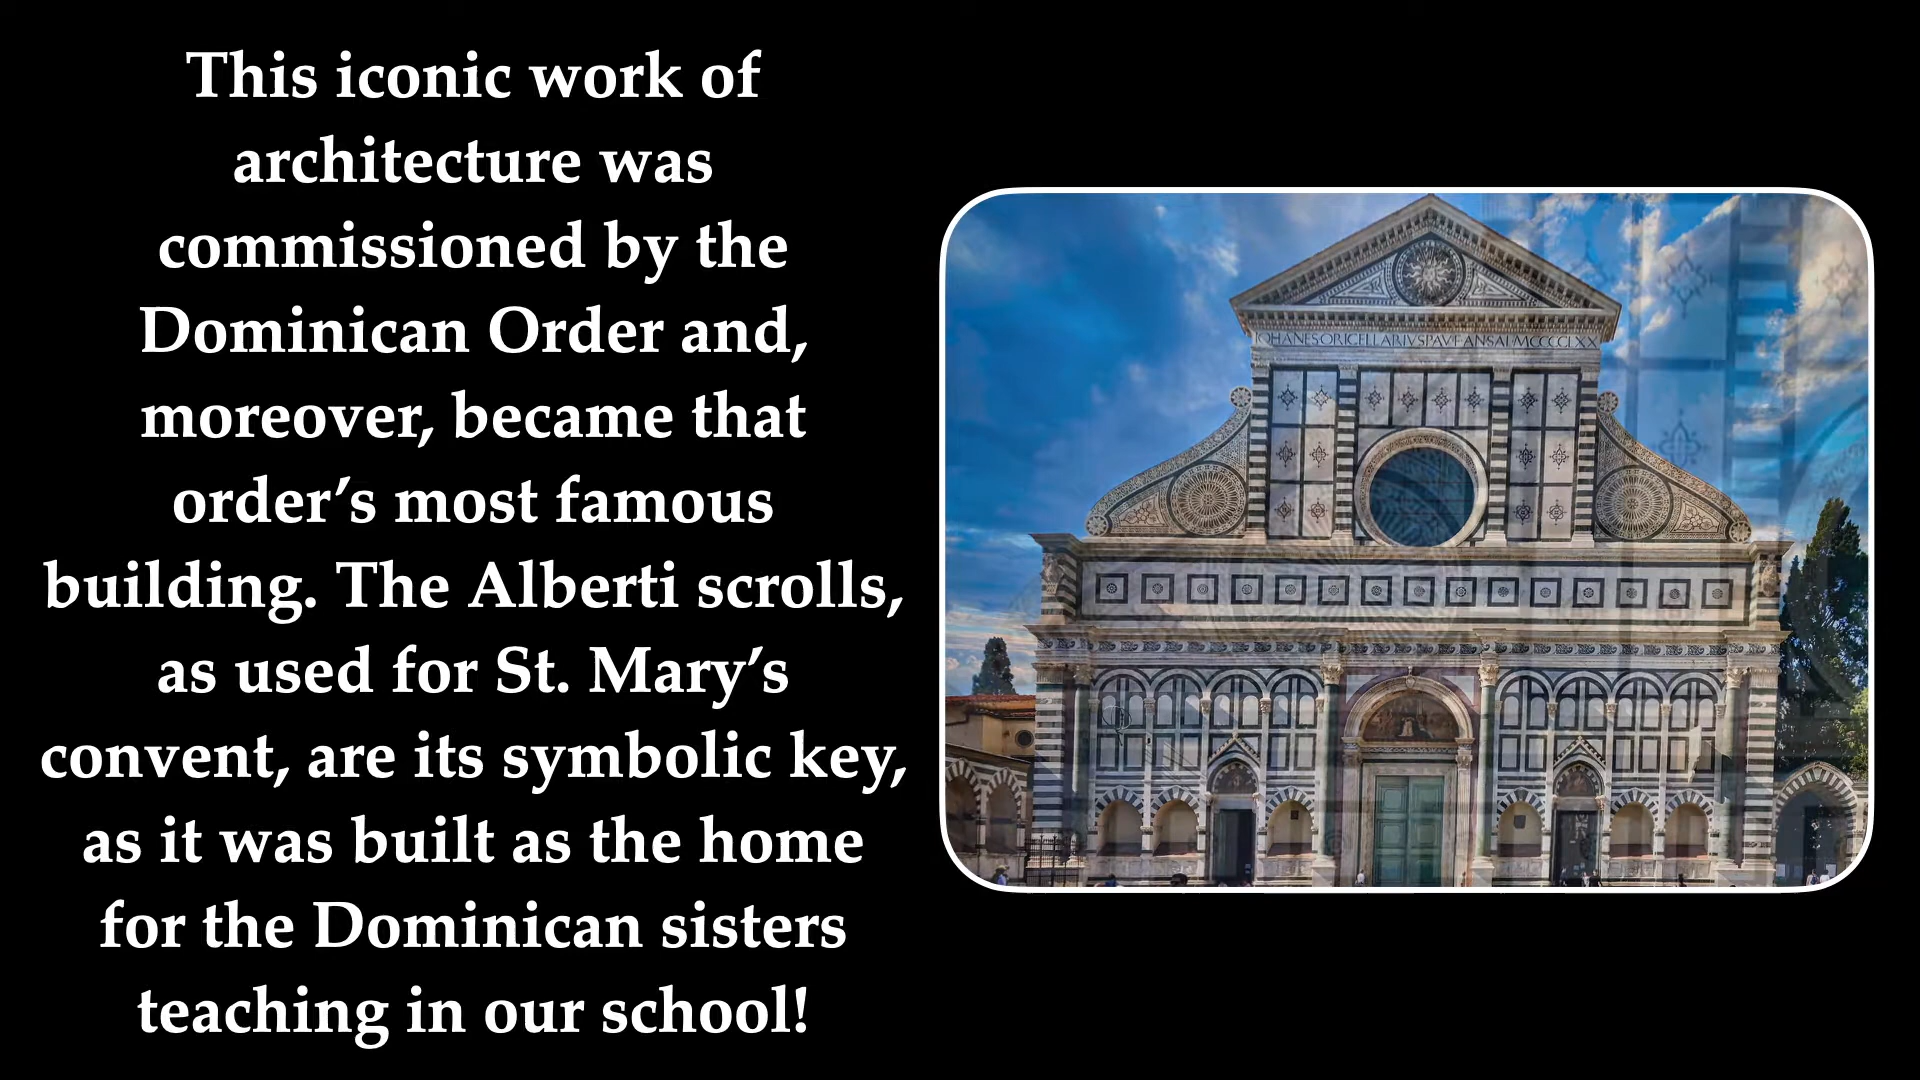 This iconic work of
architecture was
commissioned by the
Dominican Order and,
moreover, became that
order’s most famous
building. The Alberti scrolls,
as used for St. Mary’s
convent, are its symbolic key,
as it was built as the home
for the Dominican sisters
teaching in our school!
IOHANES ORICELLARIVS PAV F AN SAL MCCCCLXX